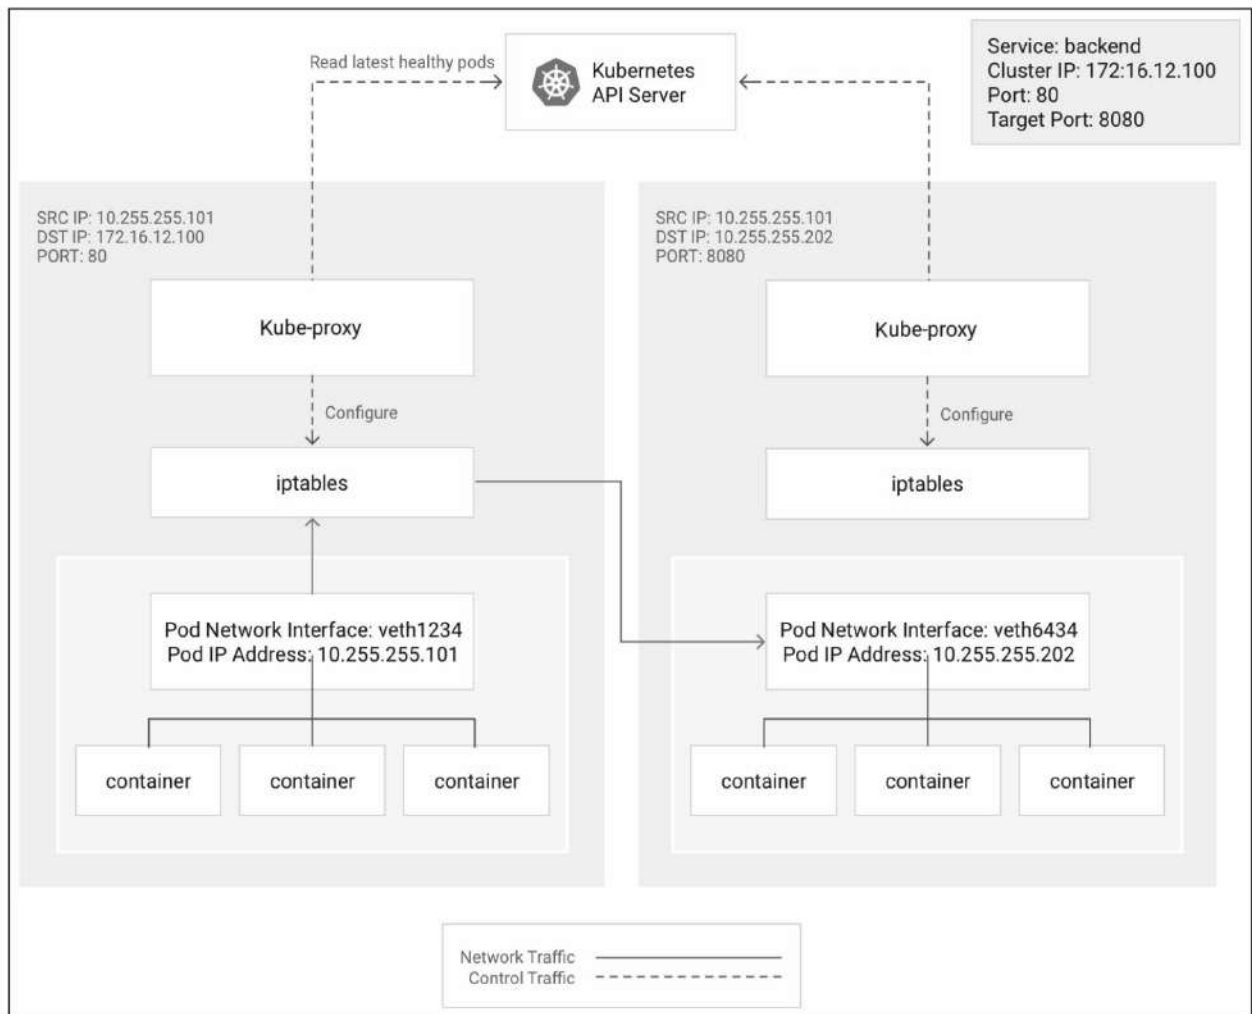 Read latest healthy pods
Kubernetes
API Server
Service: backend
Cluster IP: 172:16.12.100
Port: 80
Target Port: 8080
SRC IP: 10.255.255.101
DST IP: 172.16.12.100
PORT: 80
Kube-proxy
Configure
iptables
Pod Network Interface: veth1234
Pod IP Address: 10.255.255.101
container
container
container
SRC IP: 10.255.255.101
DST IP: 10.255.255.202
PORT: 8080
Kube-proxy
Configure
iptables
Pod Network Interface: veth6434
Pod IP Address: 10.255.255.202
container
container
container
Network Traffic
Control Traffic